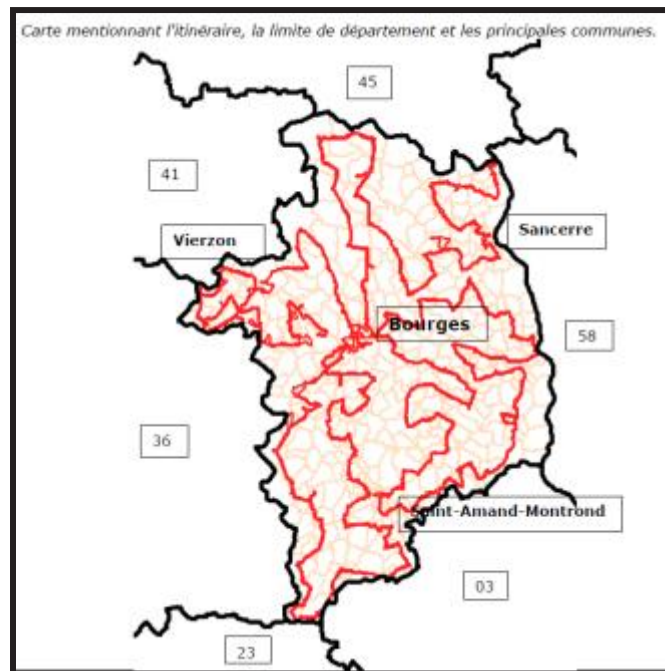 Carte mentionnant l'itinéraire, la limite de département et les principales communes.
45
41
Sancerre
Vierzon
Bourges
58
36
Saint-Amand-Montrond
03
23